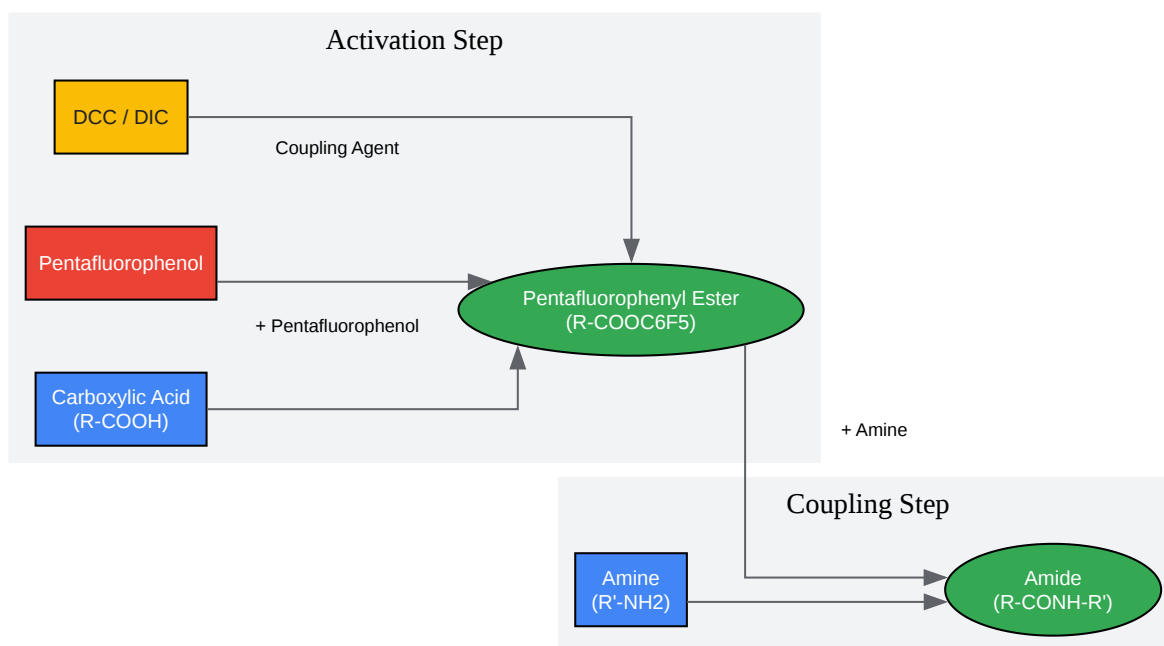 Activation Step
DCC / DIC
Coupling Agent
Pentafluorophenol
+ Pentafluorophenol
Pentafluorophenyl Ester
(R-COOC6F5)
Carboxylic Acid
(R-COOH)
+ Amine
Coupling Step
Amine
(R'-NH2)
Amide
(R-CONH-R')